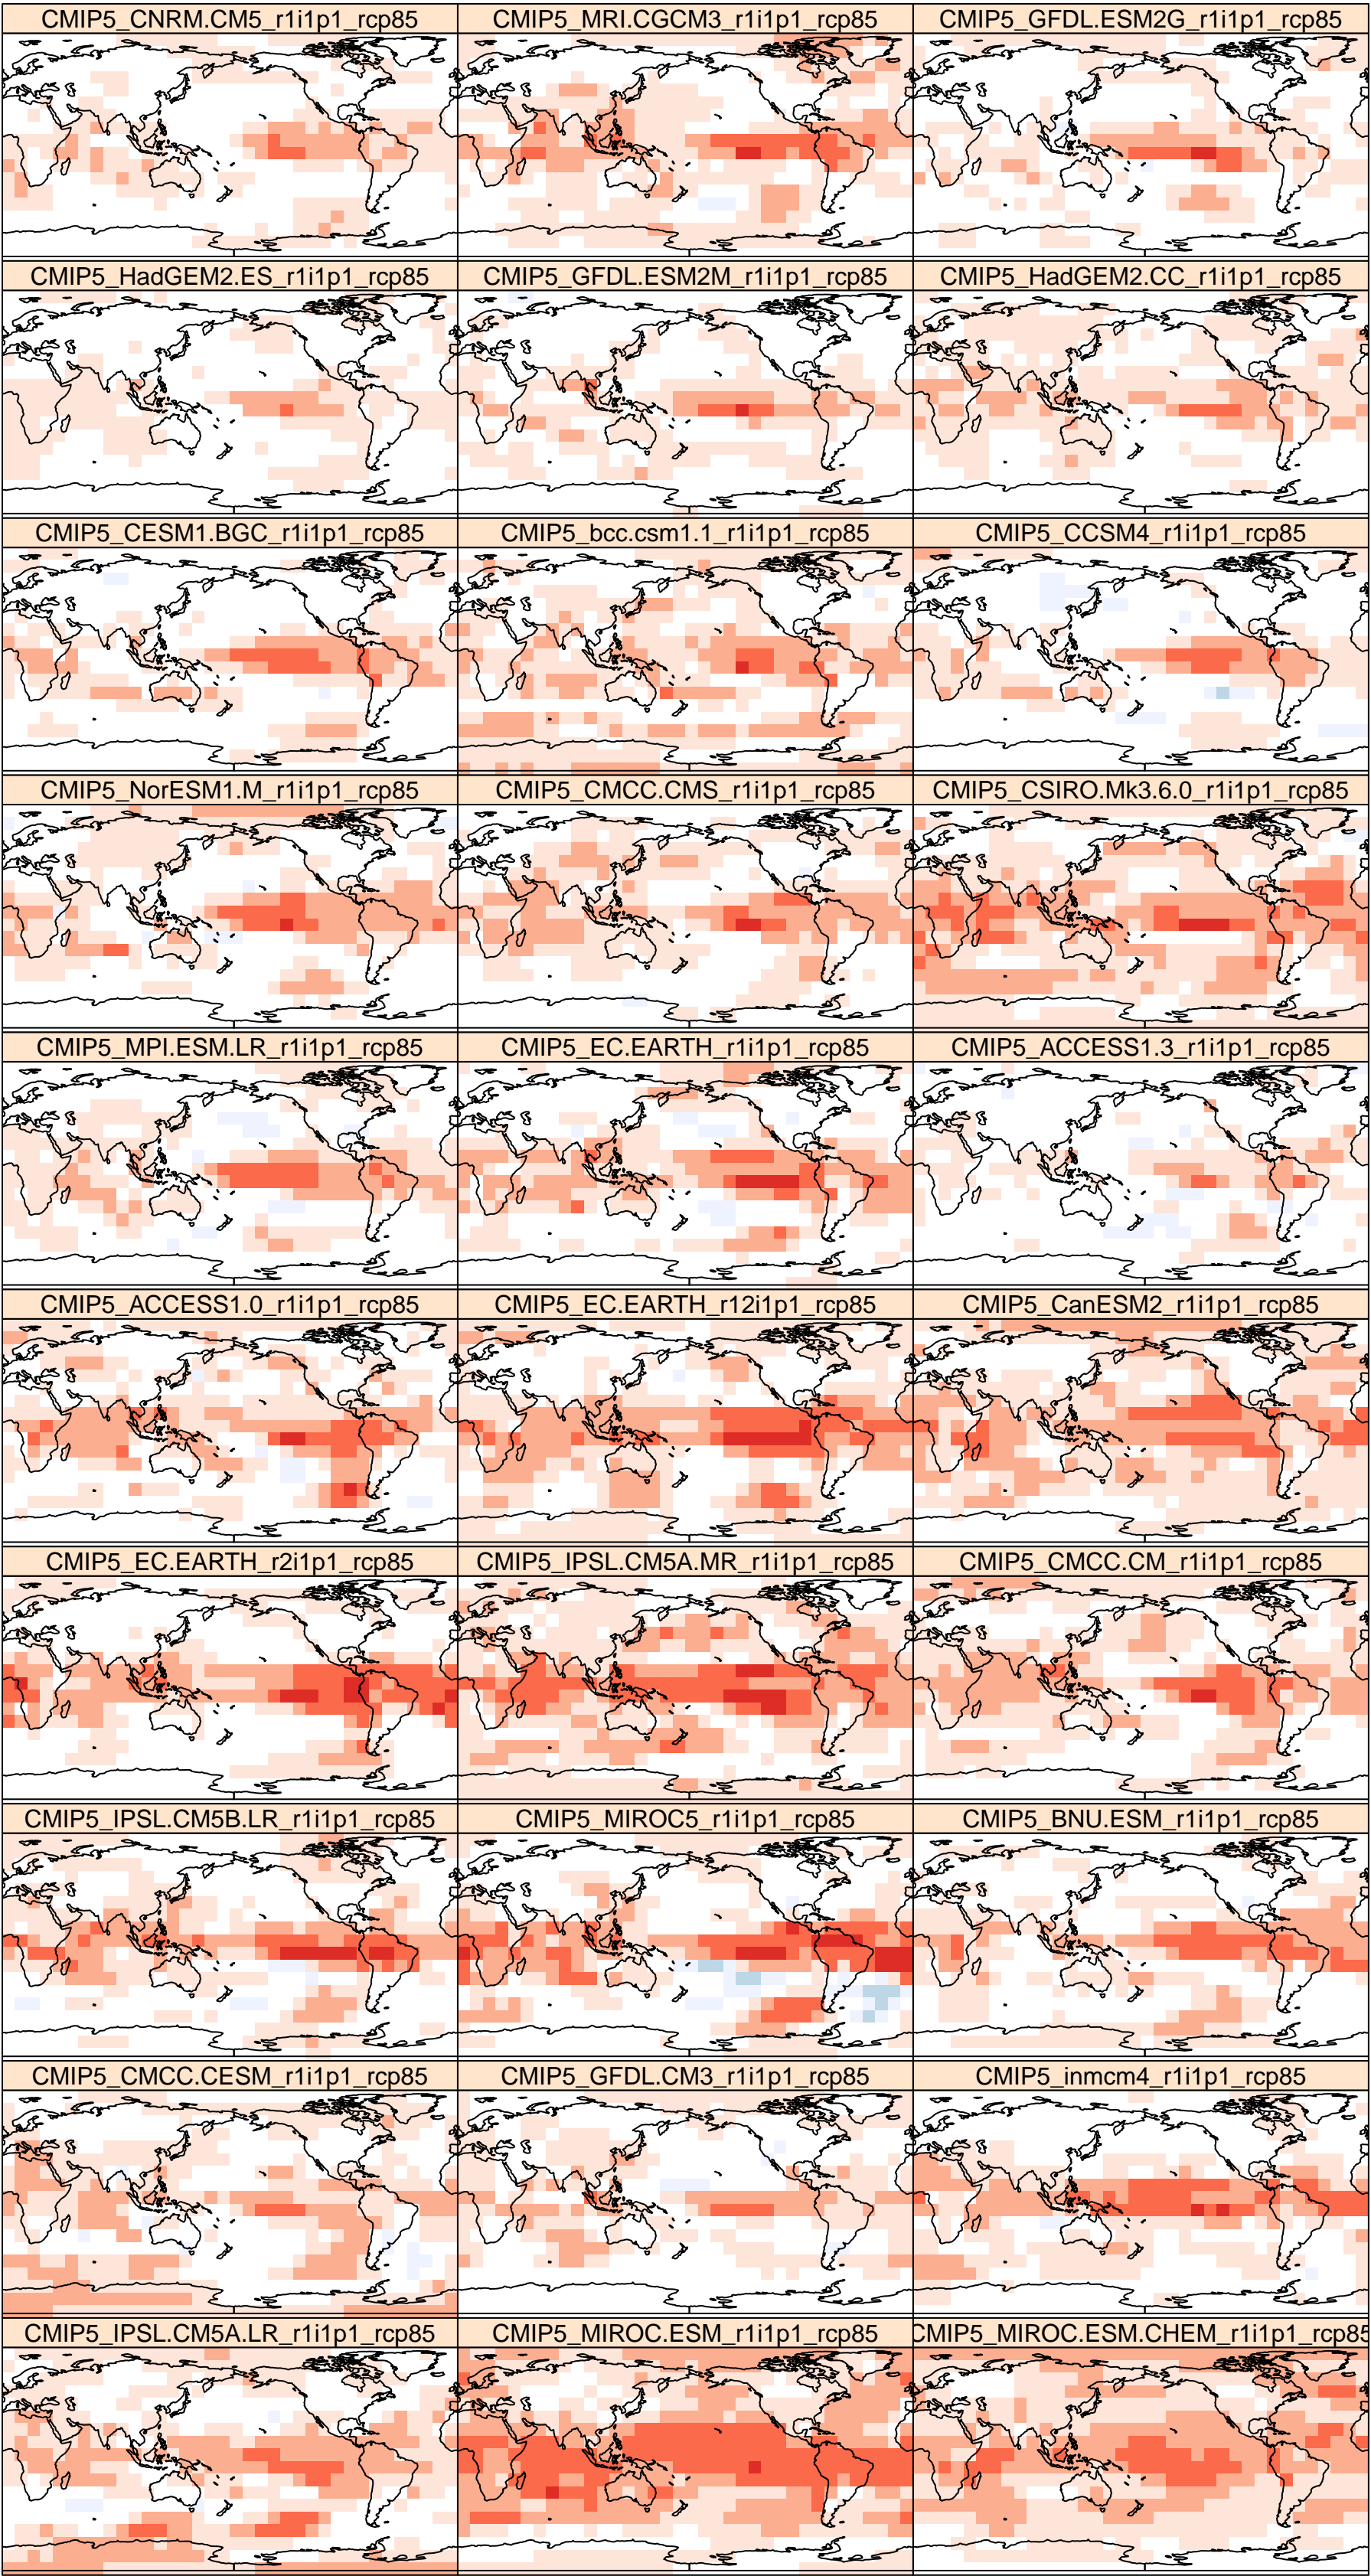 CMIP5_CNRM.CM5_r1i1p1_rcp85
CMIP5_MRI.CGCM3_r1i1p1_rcp85
CMIP5_GFDL.ESM2G_r1i1p1_rcp85
CMIP5_HadGEM2.ES_r1i1p1_rcp85
CMIP5_GFDL.ESM2M_r1i1p1_rcp85
CMIP5_HadGEM2.CC_r1i1p1_rcp85
CMIP5_CESM1.BGC_r1i1p1_rcp85
CMIP5_bcc.csm1.1_r1i1p1_rcp85
CMIP5_CCSM4_r1i1p1_rcp85
CMIP5_NorESM1.M_r1i1p1_rcp85
CMIP5_CMCC.CMS_r1i1p1_rcp85
CMIP5_CSIRO.Mk3.6.0_r1i1p1_rcp85
CMIP5_MPI.ESM.LR_r1i1p1_rcp85
CMIP5_EC.EARTH_r1i1p1_rcp85
CMIP5_ACCESS1.3_r1i1p1_rcp85
CMIP5_ACCESS1.0_r1i1p1_rcp85
CMIP5_EC.EARTH_r12i1p1_rcp85
CMIP5_CanESM2_r1i1p1_rcp85
CMIP5_EC.EARTH_r2i1p1_rcp85
CMIP5_IPSL.CM5A.MR_r1i1p1_rcp85
CMIP5_CMCC.CM_r1i1p1_rcp85
CMIP5_IPSL.CM5B.LR_r1i1p1_rcp85
CMIP5_MIROC5_r1i1p1_rcp85
CMIP5_BNU.ESM_r1i1p1_rcp85
CMIP5_CMCC.CESM_r1i1p1_rcp85
CMIP5_GFDL.CM3_r1i1p1_rcp85
CMIP5_inmcm4_r1i1p1_rcp85
CMIP5_IPSL.CM5A.LR_r1i1p1_rcp85
CMIP5_MIROC.ESM_r1i1p1_rcp85
CMIP5_MIROC.ESM.CHEM_r1i1p1_rcp85